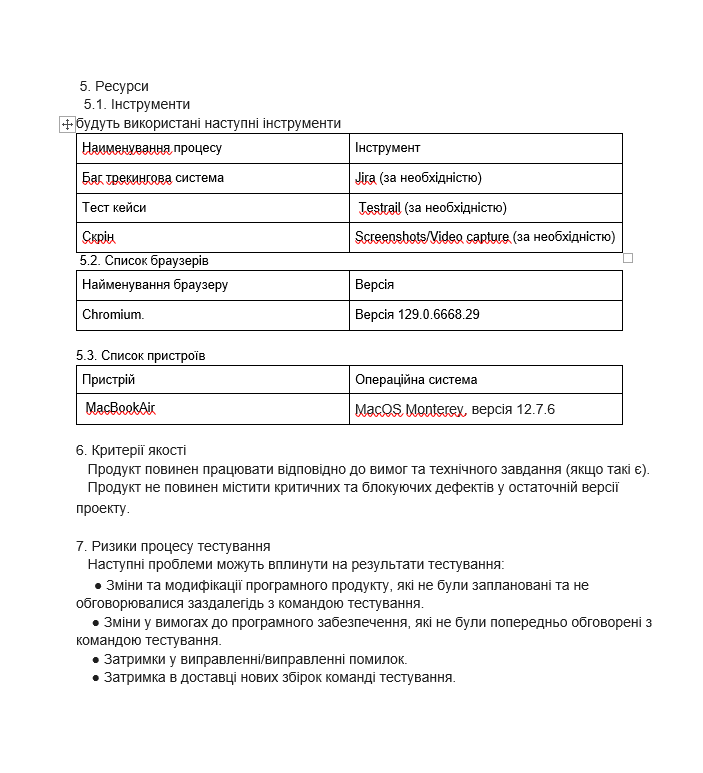 5. Ресурси
5.1. Інструменти
будуть використані наступні інструменти
Наименування процесу Інструмент
Баг трекингова система Jira (за необхідністю)
Тест кейси Testrail (за необхідністю)
Скрін Screenshots/Video capture (за необхідністю)
5.2. Список браузерів
Найменування браузеру Версія
Chromium. Версія 129.0.6668.29
5.3. Список пристроїв
Пристрій Операційна система
MacBookAir MacOS Monterey, версія 12.7.6
6. Критерії якості
Продукт повинен працювати відповідно до вимог та технічного завдання (якщо такі є).
Продукт не повинен містити критичних та блокуючих дефектів у остаточній версії
проекту.
7. Ризики процесу тестування
Наступні проблеми можуть вплинути на результати тестування:
● Зміни та модифікації програмного продукту, які не були заплановані та не
обговорювалися заздалегідь з командою тестування.
● Зміни у вимогах до програмного забезпечення, які не були попередньо обговорені з
командою тестування.
● Затримки у виправленні/виправленні помилок.
● Затримка в доставці нових збірок команді тестування.